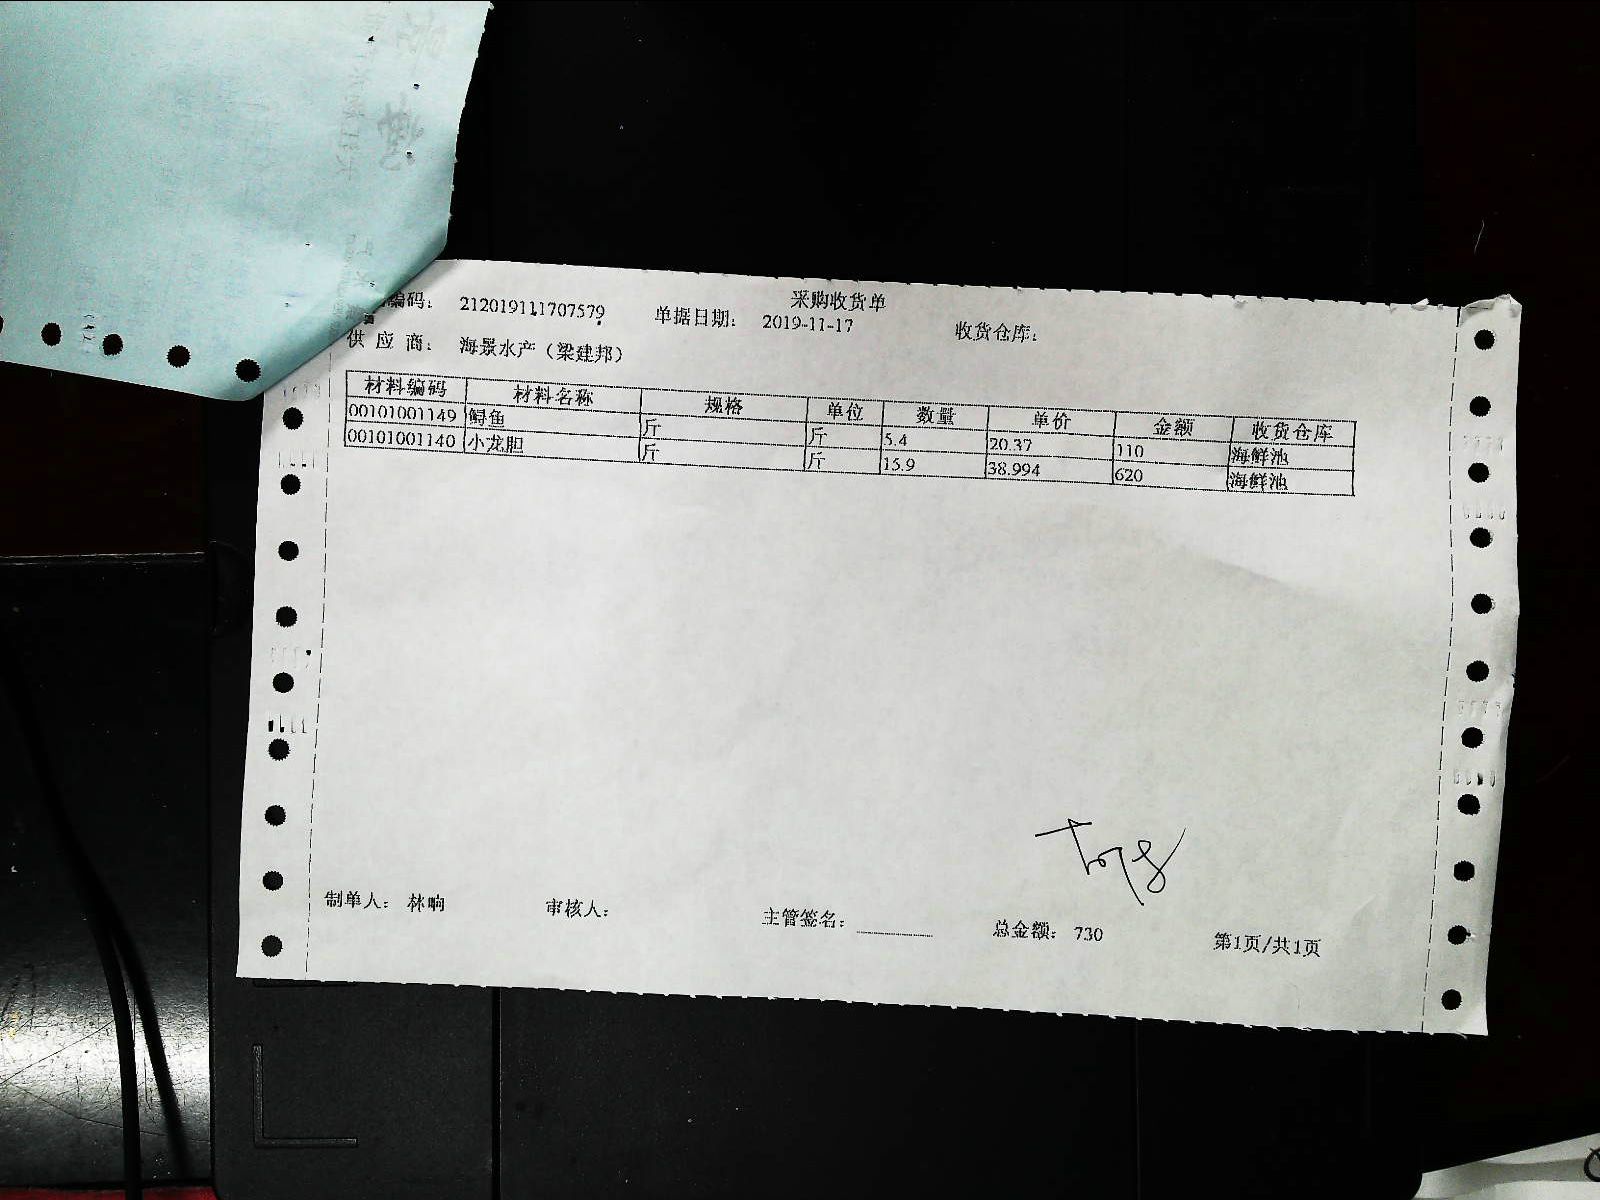 采购收货单
编码： 212019111707579 单据日期： 2019-11-17 收货仓库：
供 应 商： 海景水产（梁建邦）
材料编码 材料名称 规格 单位 数量 单价 金额 收货仓库
00101001149 鲟鱼 斤 斤 5.4 20.37 110 海鲜池
00101001140 小龙胆 斤 斤 15.9 38.994 620 海鲜池
制单人： 林响 审核人： 主管签名： 总金额： 730 第1页/共1页